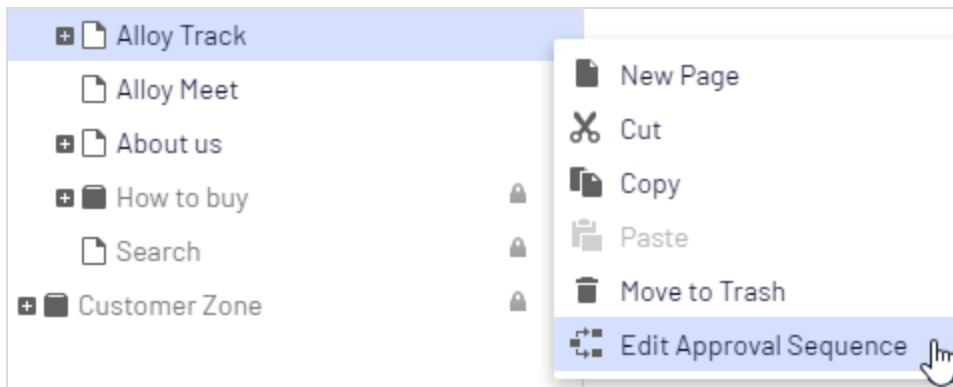 Alloy Track
Alloy Meet
About us
How to buy
Search
Customer Zone
New Page
Cut
Copy
Paste
Move to Trash
Edit Approval Sequence